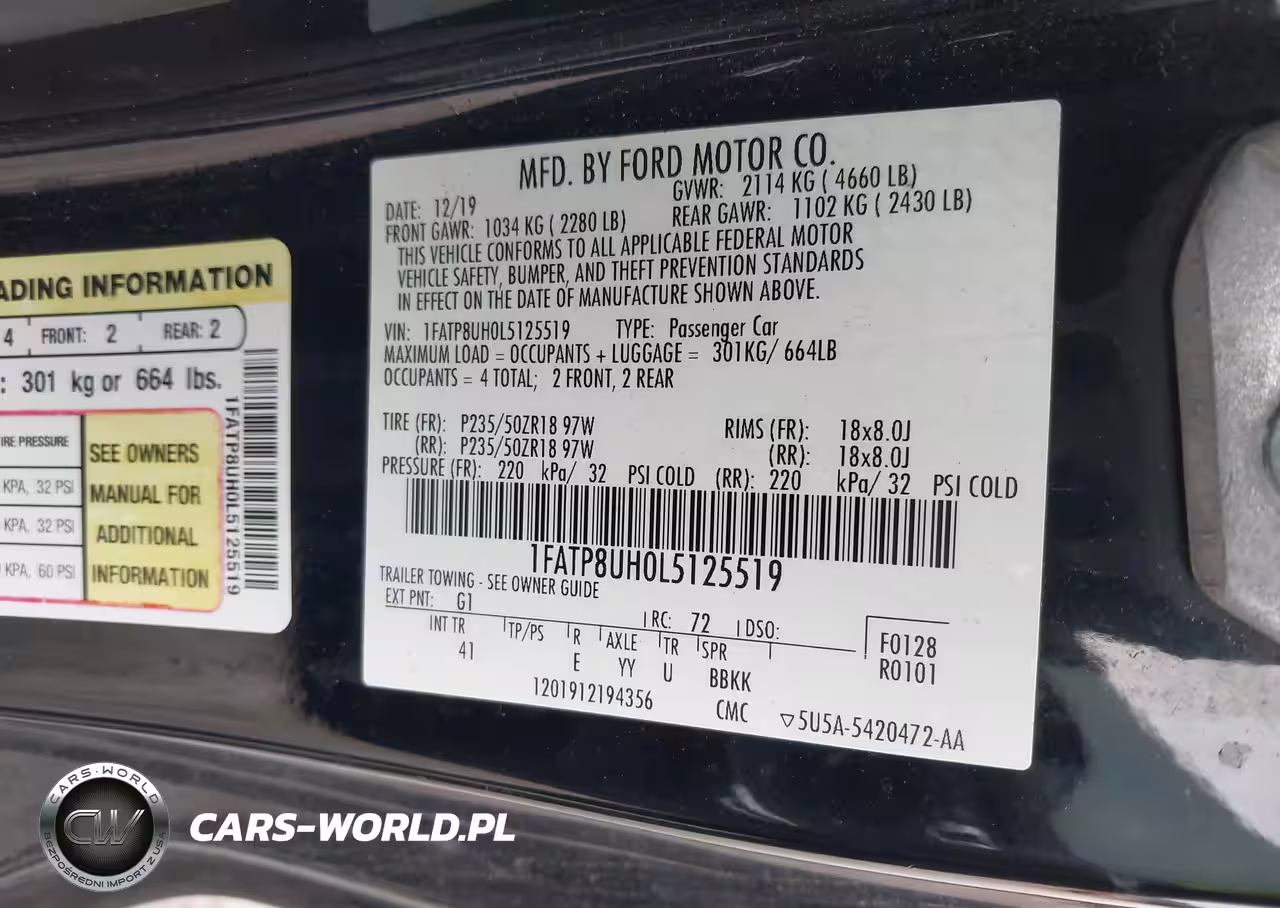 MFD. BY FORD MOTOR CO.
DATE: 12/19
GVWR: 2114 KG ( 4660 LB)
FRONT GAWR: 1034 KG ( 2280 LB)
REAR GAWR: 1102 KG ( 2430 LB)
THIS VEHICLE CONFORMS TO ALL APPLICABLE FEDERAL MOTOR
VEHICLE SAFETY, BUMPER, AND THEFT PREVENTION STANDARDS
IN EFFECT ON THE DATE OF MANUFACTURE SHOWN ABOVE.
VIN: 1FATP8UH0L5125519 TYPE: Passenger Car
MAXIMUM LOAD = OCCUPANTS + LUGGAGE = 301KG/ 664LB
OCCUPANTS = 4 TOTAL; 2 FRONT, 2 REAR
TIRE (FR): P235/50ZR18 97W RIMS (FR): 18x8.0J
(RR): P235/50ZR18 97W (RR): 18x8.0J
PRESSURE (FR): 220 kPa/ 32 PSI COLD (RR): 220 kPa/ 32 PSI COLD
1FATP8UH0L5125519
TRAILER TOWING - SEE OWNER GUIDE
EXT PNT: G1 RC: 72 DSO:
INT TR TP/PS R AXLE TR SPR
41 E YY U BBKK
F0128
R0101
1201912194356 CMC ▽5U5A-5420472-AA
ADING INFORMATION
4 FRONT: 2 REAR: 2
: 301 kg or 664 lbs.
IRE PRESSURE
KPA, 32 PSI
KPA, 32 PSI
KPA, 60 PSI
SEE OWNERS
MANUAL FOR
ADDITIONAL
INFORMATION
1FATP8UH0L5125519
CARS-WORLD
CW
BEZPOŚREDNI IMPORT Z USA
CARS-WORLD.PL